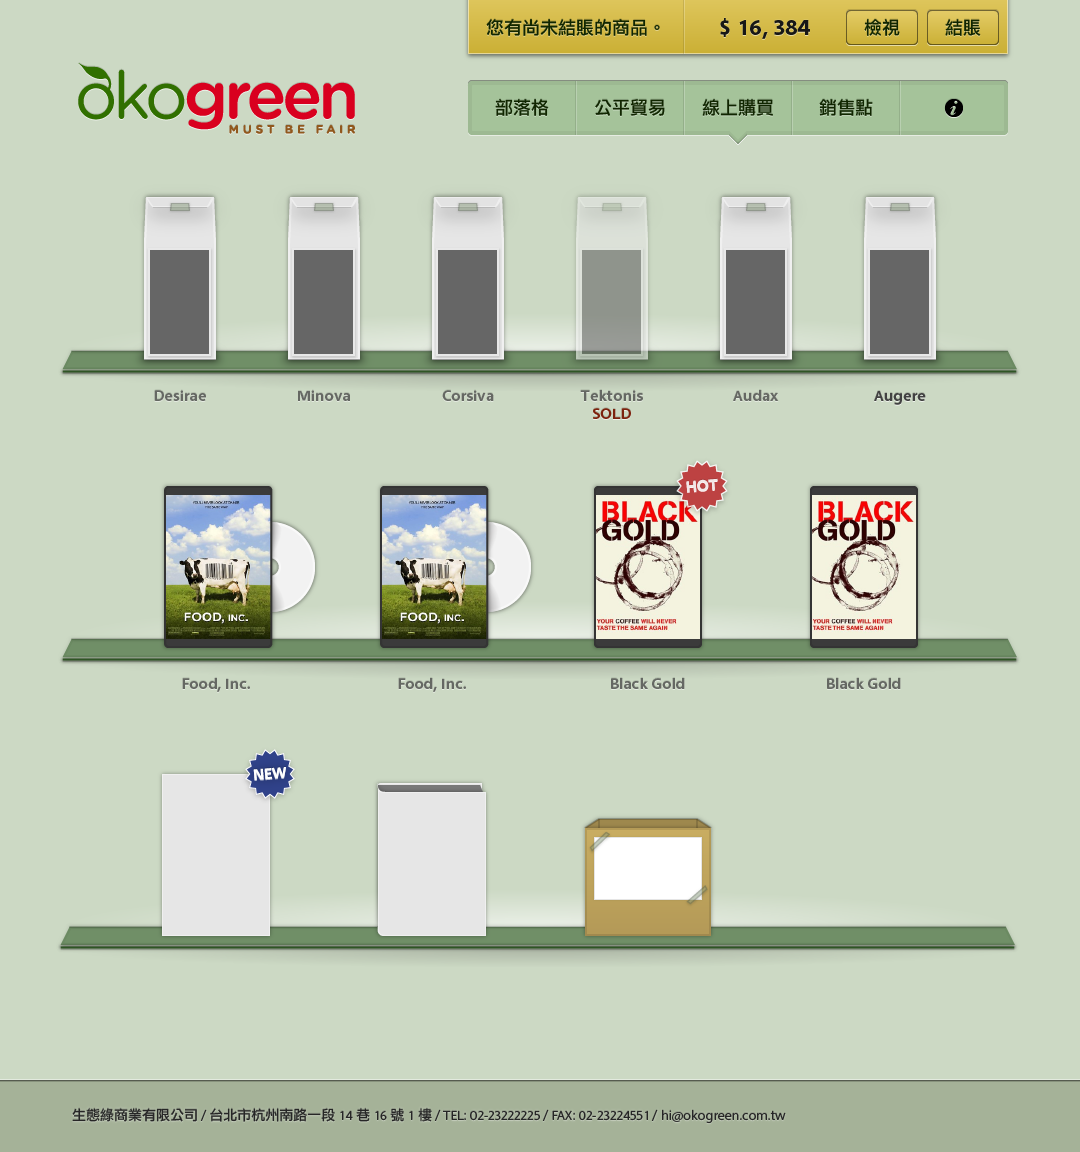 您有尚未結賬的商品。
$ 16, 384
檢視
結賬
ökogreen
MUST BE FAIR
部落格
公平貿易
線上購買
銷售點
i
Desirae
Minova
Corsiva
Tektonis
SOLD
Audax
Augere
FOOD, INC.
FOOD, INC.
HOT
BLACK
GOLD
YOUR COFFEE WILL NEVER
TASTE THE SAME AGAIN
BLACK
GOLD
YOUR COFFEE WILL NEVER
TASTE THE SAME AGAIN
Food, Inc.
Food, Inc.
Black Gold
Black Gold
NEW
生態綠商業有限公司 / 台北市杭州南路一段 14 巷 16 號 1 樓 / TEL: 02-23222225 / FAX: 02-23224551 / hi@okogreen.com.tw